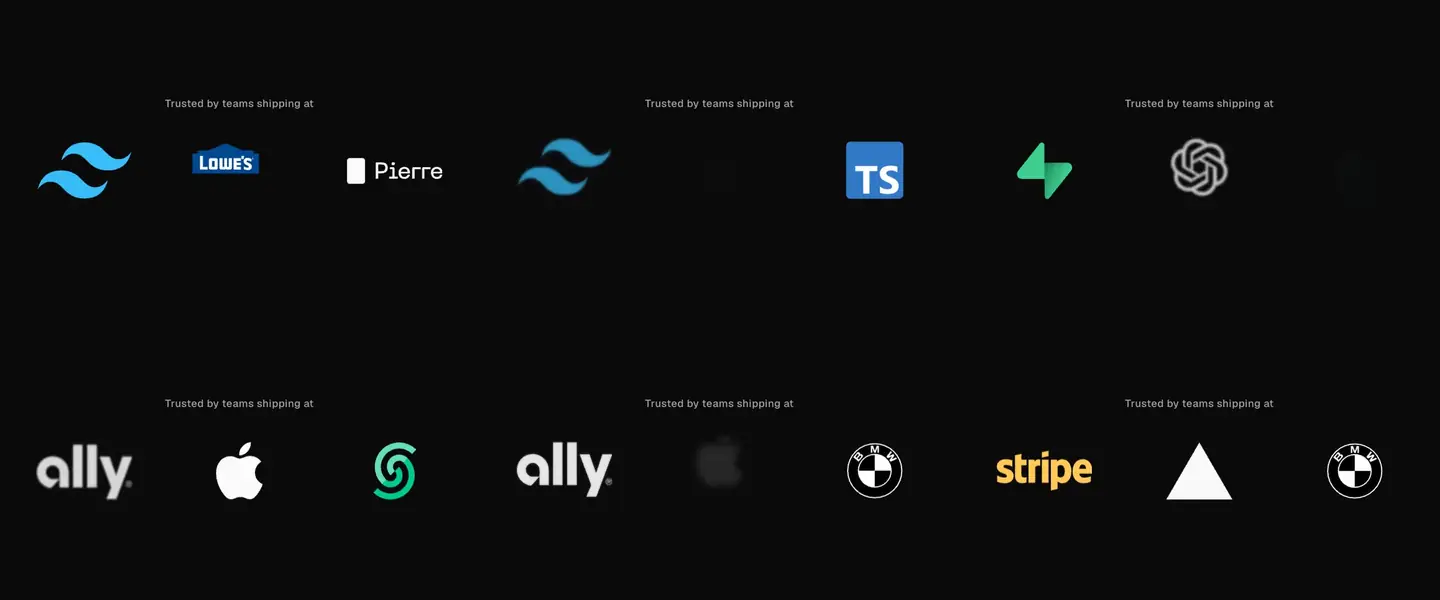 Trusted by teams shipping at
Trusted by teams shipping at
Trusted by teams shipping at
LOWE'S
Pierre
TS
Trusted by teams shipping at
Trusted by teams shipping at
Trusted by teams shipping at
ally
ally
BMW
stripe
BMW